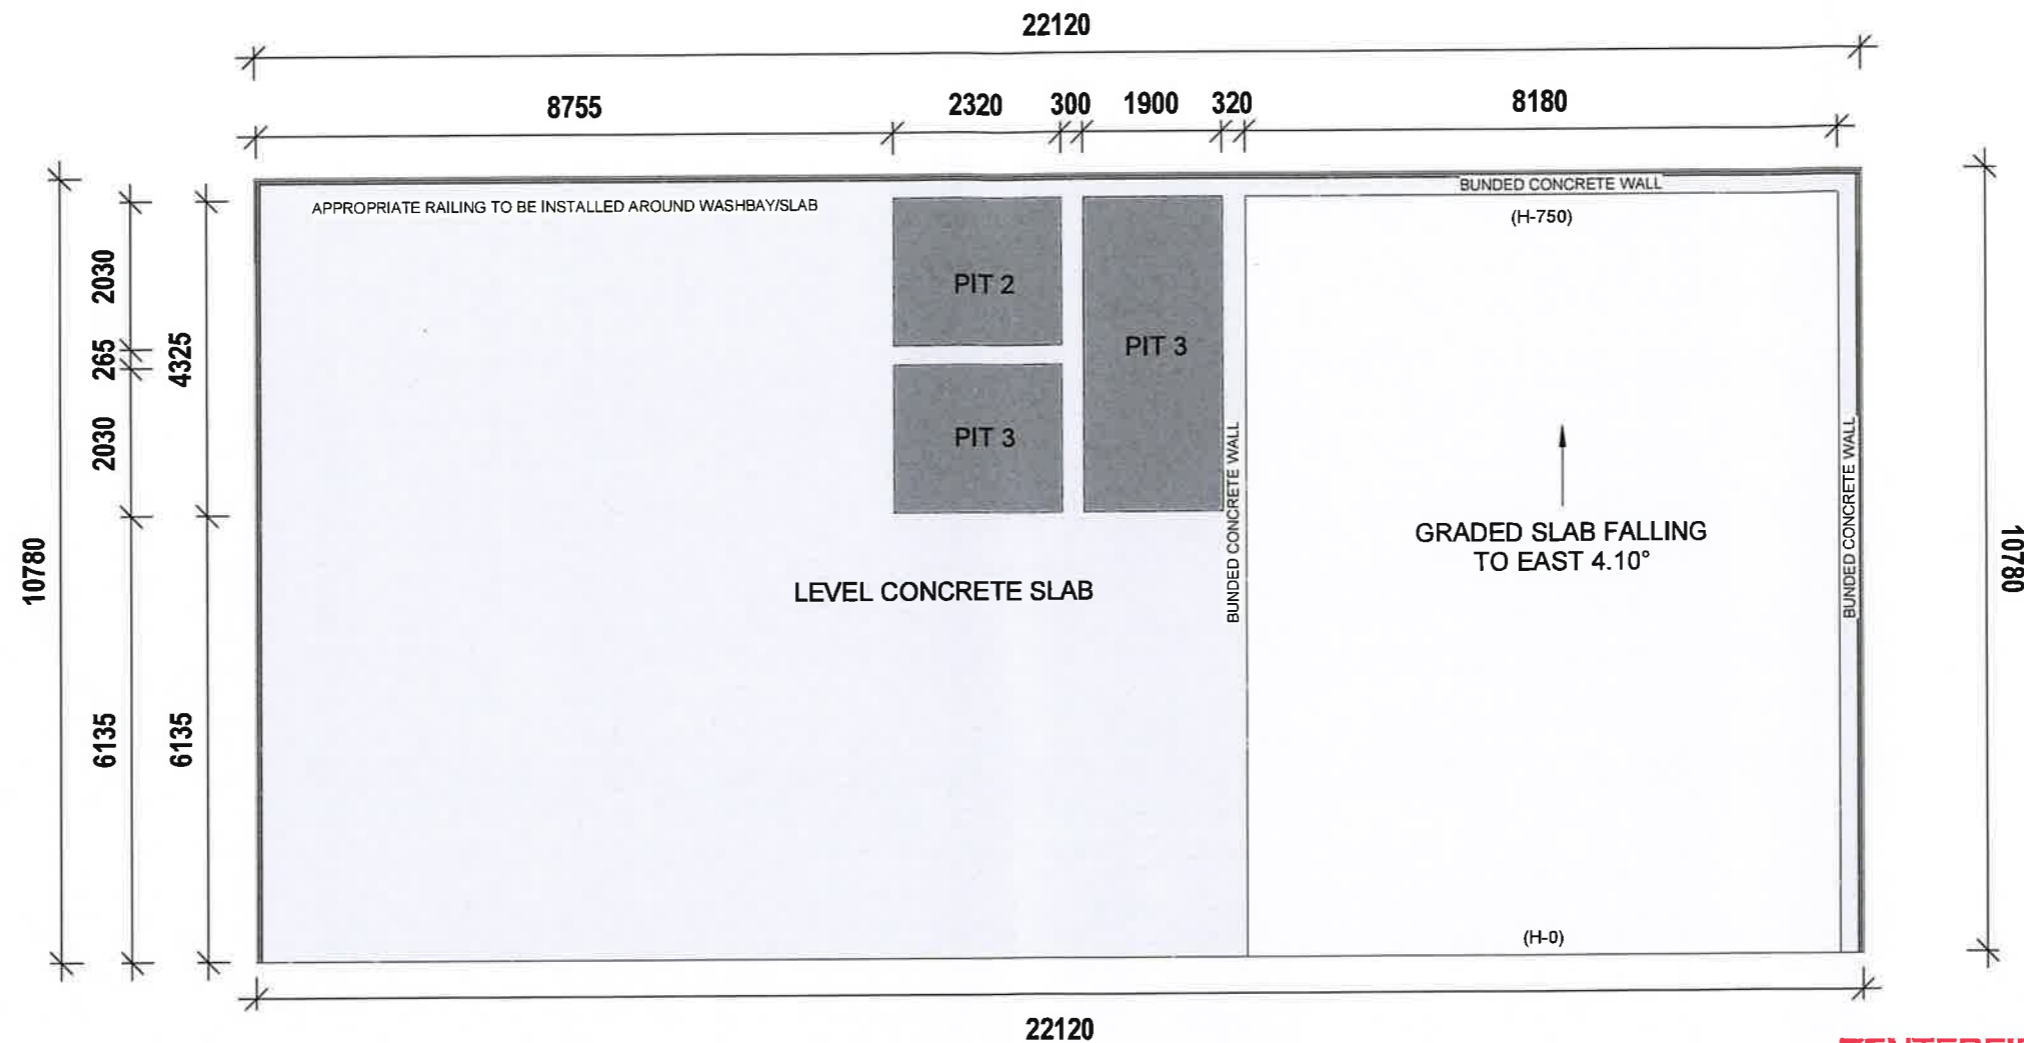 22120
8755
2320
300
1900
320
8180
BUNDED CONCRETE WALL
APPROPRIATE RAILING TO BE INSTALLED AROUND WASHBAY/SLAB
(H-750)
2030
265
4325
2030
PIT 2
PIT 3
PIT 3
BUNDED CONCRETE WALL
BUNDED CONCRETE WALL
GRADED SLAB FALLING
TO EAST 4.10°
10780
10780
LEVEL CONCRETE SLAB
6135
6135
(H-0)
22120